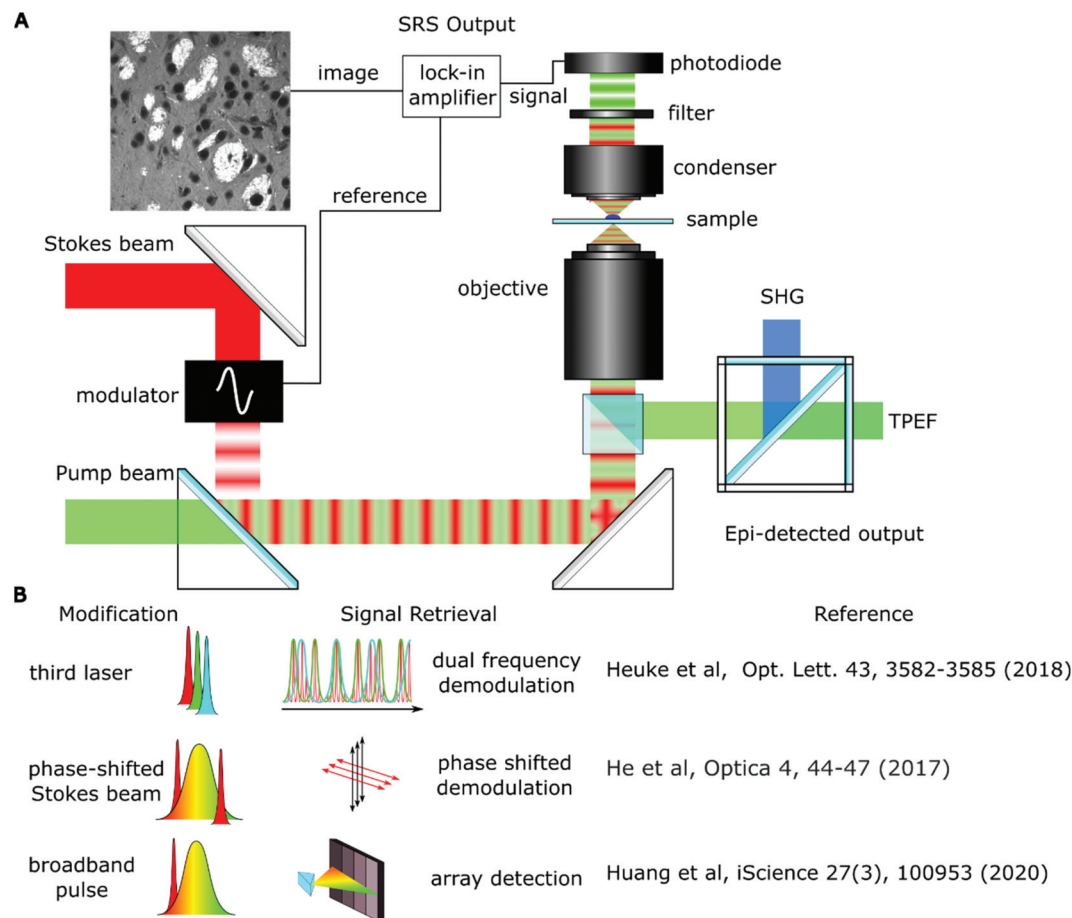 A
SRS Output
image
lock-in
amplifier
signal
photodiode
filter
condenser
sample
reference
Stokes beam
objective
SHG
modulator
TPEF
Pump beam
Epi-detected output
B
Modification
Signal Retrieval
Reference
third laser
dual frequency
demodulation
Heuke et al, Opt. Lett. 43, 3582-3585 (2018)
phase-shifted
Stokes beam
phase shifted
demodulation
He et al, Optica 4, 44-47 (2017)
broadband
pulse
array detection
Huang et al, iScience 27(3), 100953 (2020)